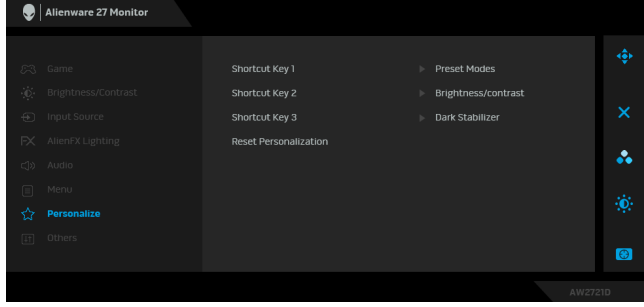 Alienware 27 Monitor
Game
Brightness/Contrast
Input Source
AlienFX Lighting
Audio
Menu
Personalize
Others
Shortcut Key 1 Preset Modes
Shortcut Key 2 Brightness/contrast
Shortcut Key 3 Dark Stabilizer
Reset Personalization
AW2721D